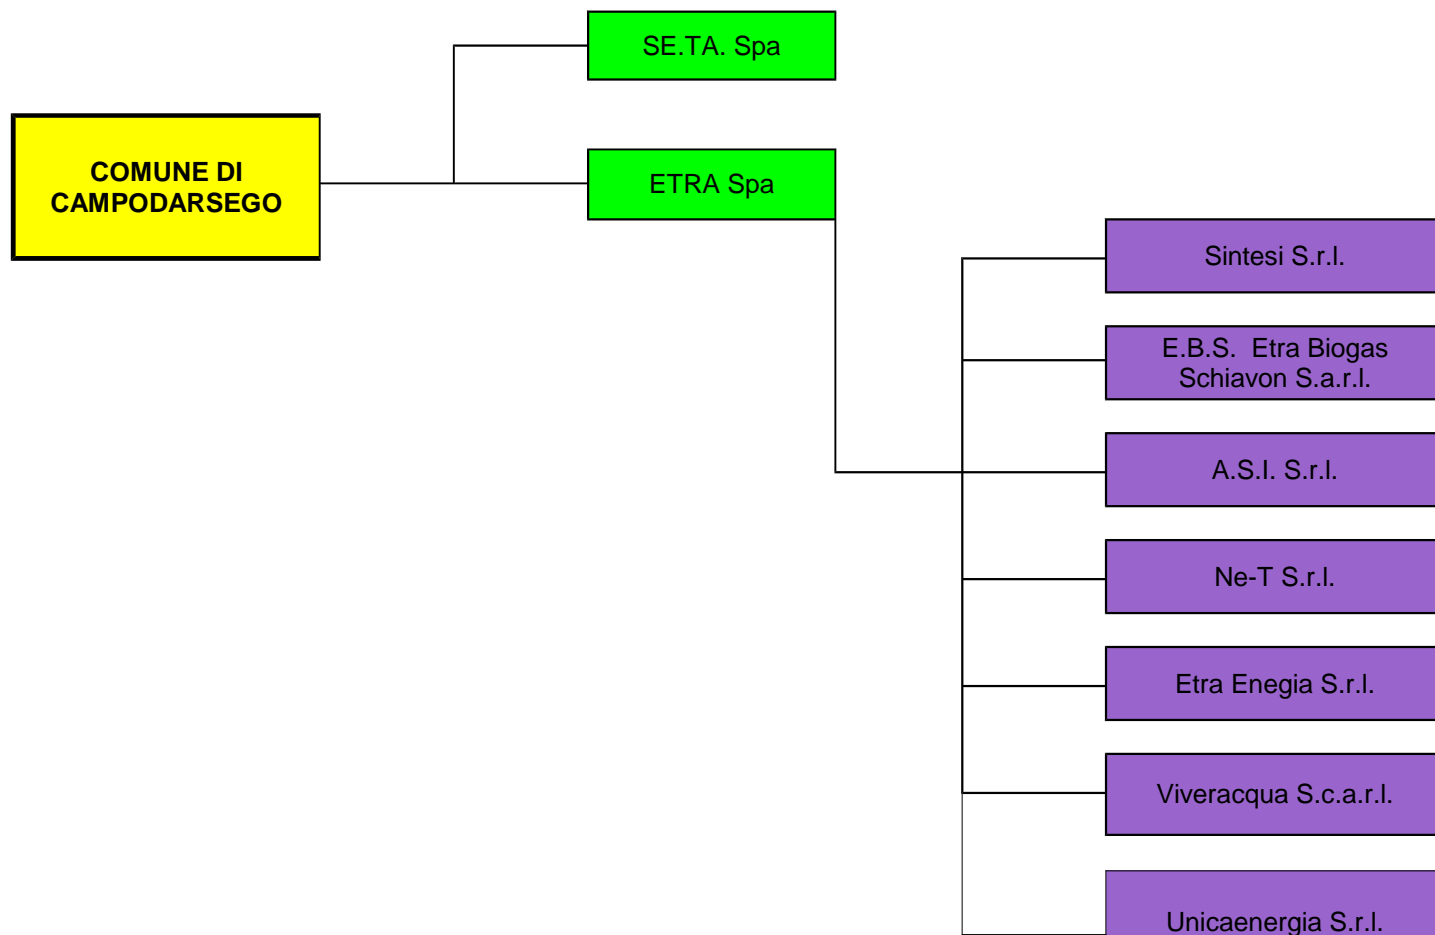 SE.TA. Spa
COMUNE DI
CAMPODARSEGO
ETRA Spa
Sintesi S.r.l.
E.B.S. Etra Biogas
Schiavon S.a.r.l.
A.S.I. S.r.l.
Ne-T S.r.l.
Etra Enegia S.r.l.
Viveracqua S.c.a.r.l.
Unicaenergia S.r.l.